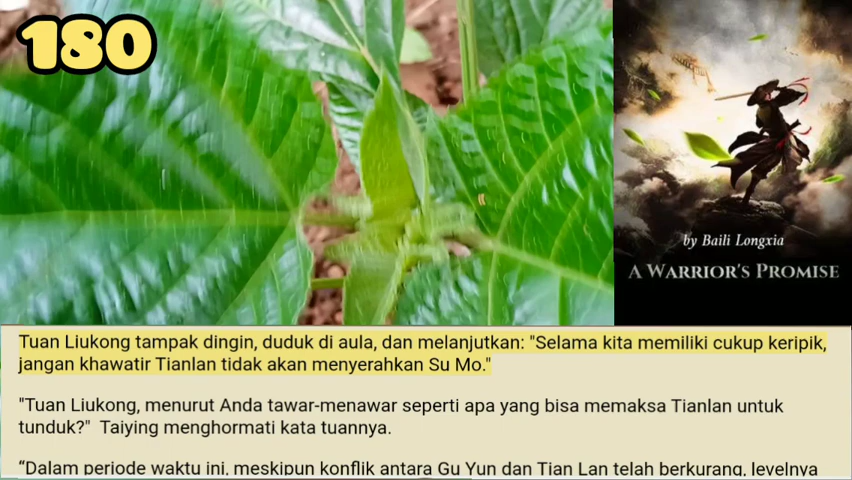 180
by Baili Longxia
A WARRIOR'S PROMISE
Tuan Liukong tampak dingin, duduk di aula, dan melanjutkan: "Selama kita memiliki cukup keripik,
jangan khawatir Tianlan tidak akan menyerahkan Su Mo."
"Tuan Liukong, menurut Anda tawar-menawar seperti apa yang bisa memaksa Tianlan untuk
tunduk?"  Taiying menghormati kata tuannya.
“Dalam periode waktu ini, meskipun konflik antara Gu Yun dan Tian Lan telah berkurang, levelnya